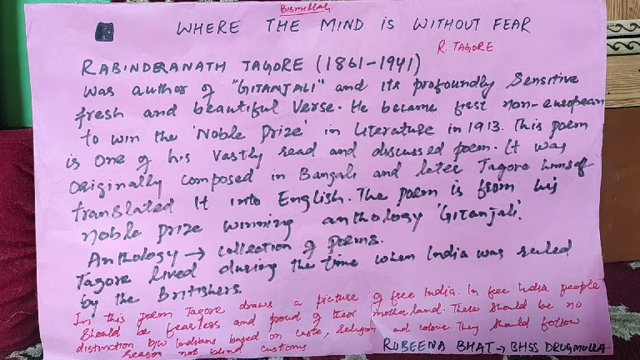 Bismillah
WHERE THE MIND is WITHOUT FEAR
R. TAGORE
RABINDRANATH TAGORE (1861-1941)
was author of "GITANJALI" and its profoundly Sensitive
fresh and beautiful Verse. He became first non-european
to win the 'Noble Prize' in Literature in 1913. This poem
is one of his Vastly read and discussed poem. It was
Originally composed in Bangali and later Tagore himself
translated It into English. The poem is from his
noble prize winning anthology 'Gitanjali'.
Anthology → collection of poems.
Tagore lived during the time when India was ruled
by the Britishers.
In this poem Tagore draws a picture of free India. In free India people
Should be fearless and proud of their motherland. There should be no
distinction b/w Indians based on caste, religion and colour They should follow
reason not blind customs
RUBEENA BHAT → BHSS DRUGMULLA